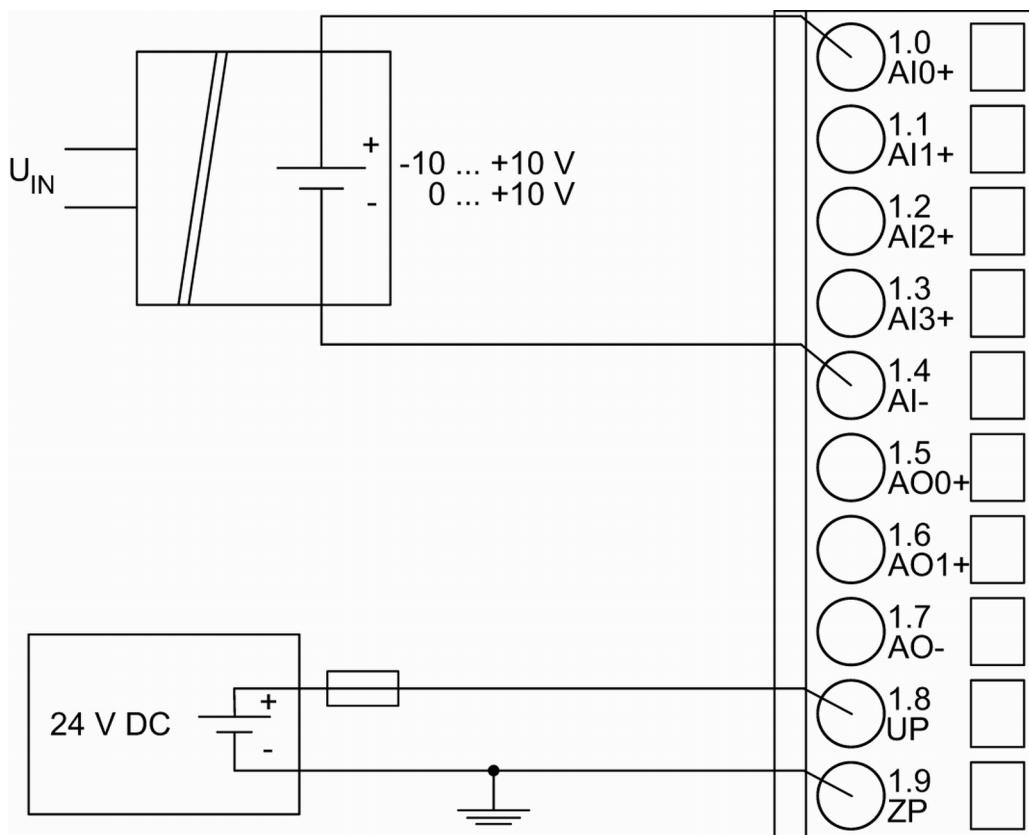 1.0
AI0+
1.1
AI1+
1.2
AI2+
1.3
AI3+
1.4
AI-
1.5
AO0+
1.6
AO1+
1.7
AO-
1.8
UP
1.9
ZP
UIN
+
-10 ... +10 V
0 ... +10 V
-
24 V DC
+
-